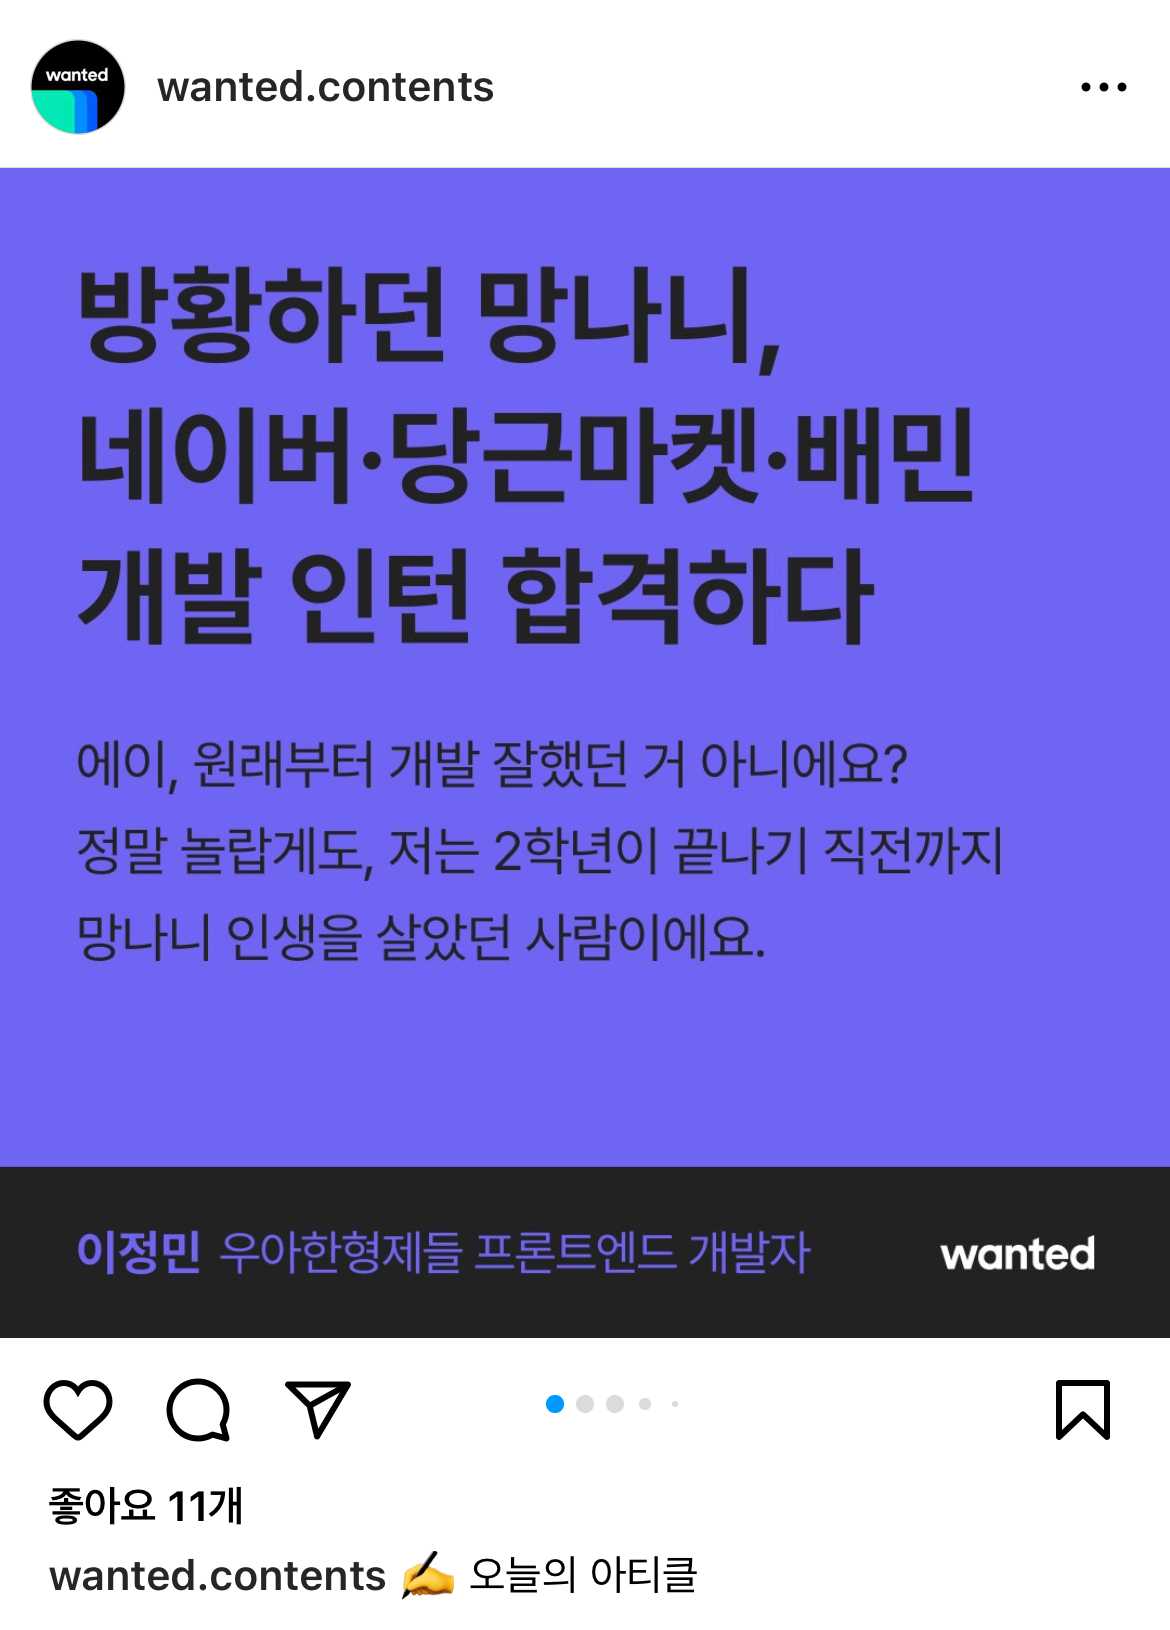 wanted
wanted.contents
방황하던 망나니,
네이버·당근마켓·배민
개발 인턴 합격하다
에이, 원래부터 개발 잘했던 거 아니에요?
정말 놀랍게도, 저는 2학년이 끝나기 직전까지
망나니 인생을 살았던 사람이에요.
이정민 우아한형제들 프론트엔드 개발자
wanted
좋아요 11개
wanted.contents ✍️ 오늘의 아티클